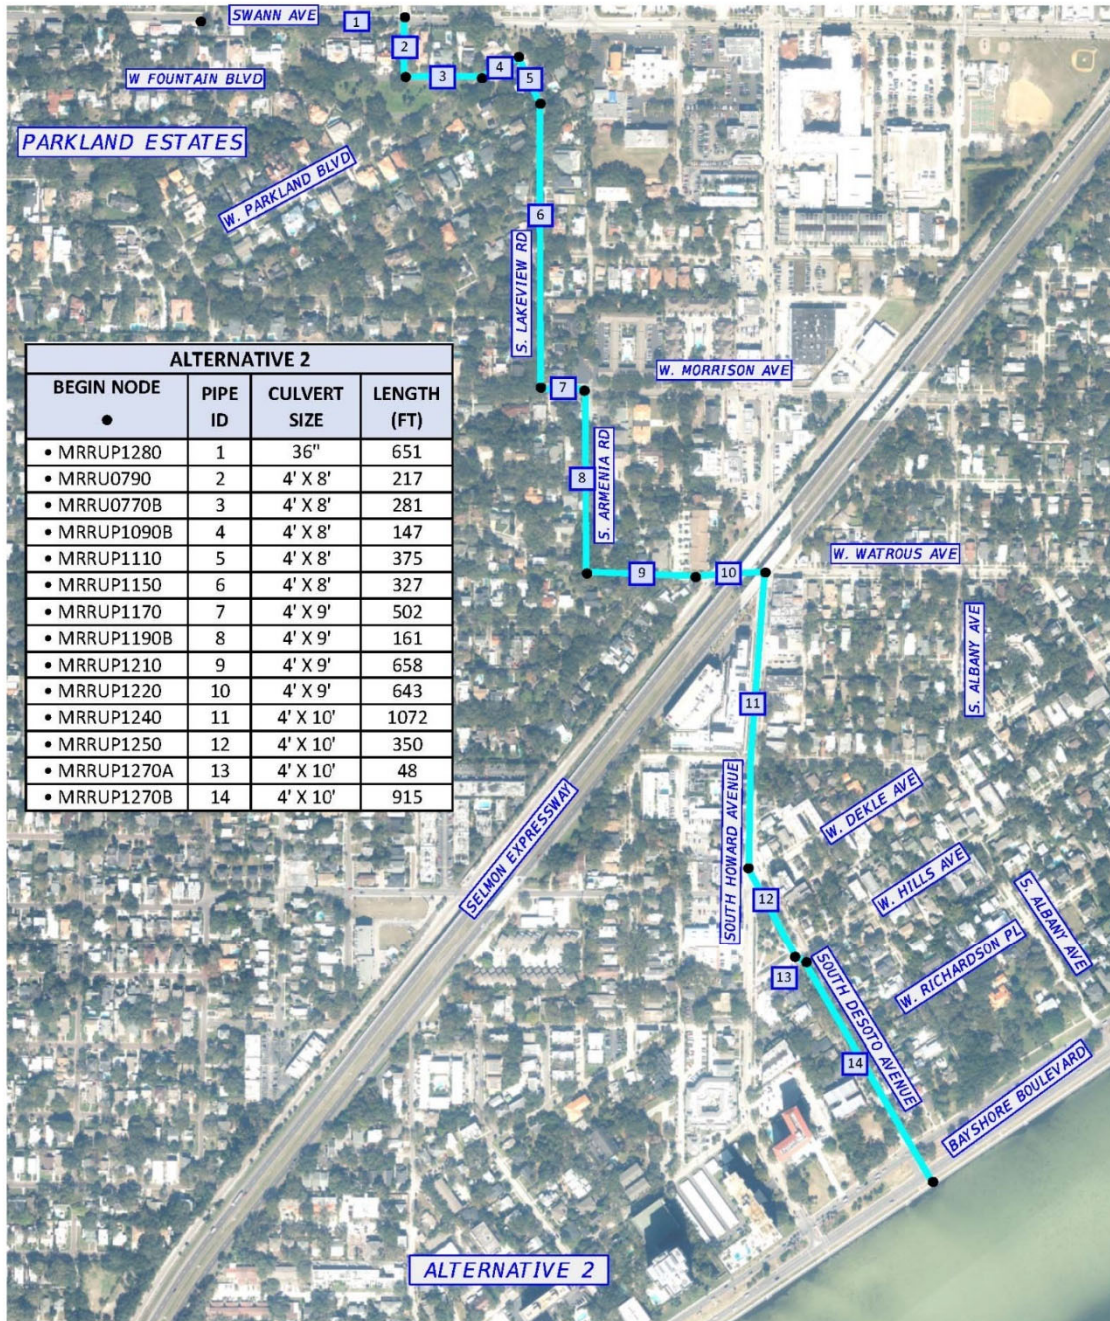 SWANN AVE
1
2
W FOUNTAIN BLVD
3
4
5
PARKLAND ESTATES
W. PARKLAND BLVD
6
S. LAKEVIEW RD
7
W. MORRISON AVE
ALTERNATIVE 2
BEGIN NODE ● PIPE ID CULVERT SIZE LENGTH (FT)
• MRRUP1280 1 36" 651
• MRRU0790 2 4' X 8' 217
• MRRU0770B 3 4' X 8' 281
• MRRUP1090B 4 4' X 8' 147
• MRRUP1110 5 4' X 8' 375
• MRRUP1150 6 4' X 8' 327
• MRRUP1170 7 4' X 9' 502
• MRRUP1190B 8 4' X 9' 161
• MRRUP1210 9 4' X 9' 658
• MRRUP1220 10 4' X 9' 643
• MRRUP1240 11 4' X 10' 1072
• MRRUP1250 12 4' X 10' 350
• MRRUP1270A 13 4' X 10' 48
• MRRUP1270B 14 4' X 10' 915
8
S. ARMENIA RD
9
10
W. WATROUS AVE
S. ALBANY AVE
11
SELMON EXPRESSWAY
SOUTH HOWARD AVENUE
W. DEKLE AVE
12
W. HILLS AVE
S. ALBANY AVE
13
SOUTH DESOTO AVENUE
W. RICHARDSON PL
14
BAYSHORE BOULEVARD
ALTERNATIVE 2